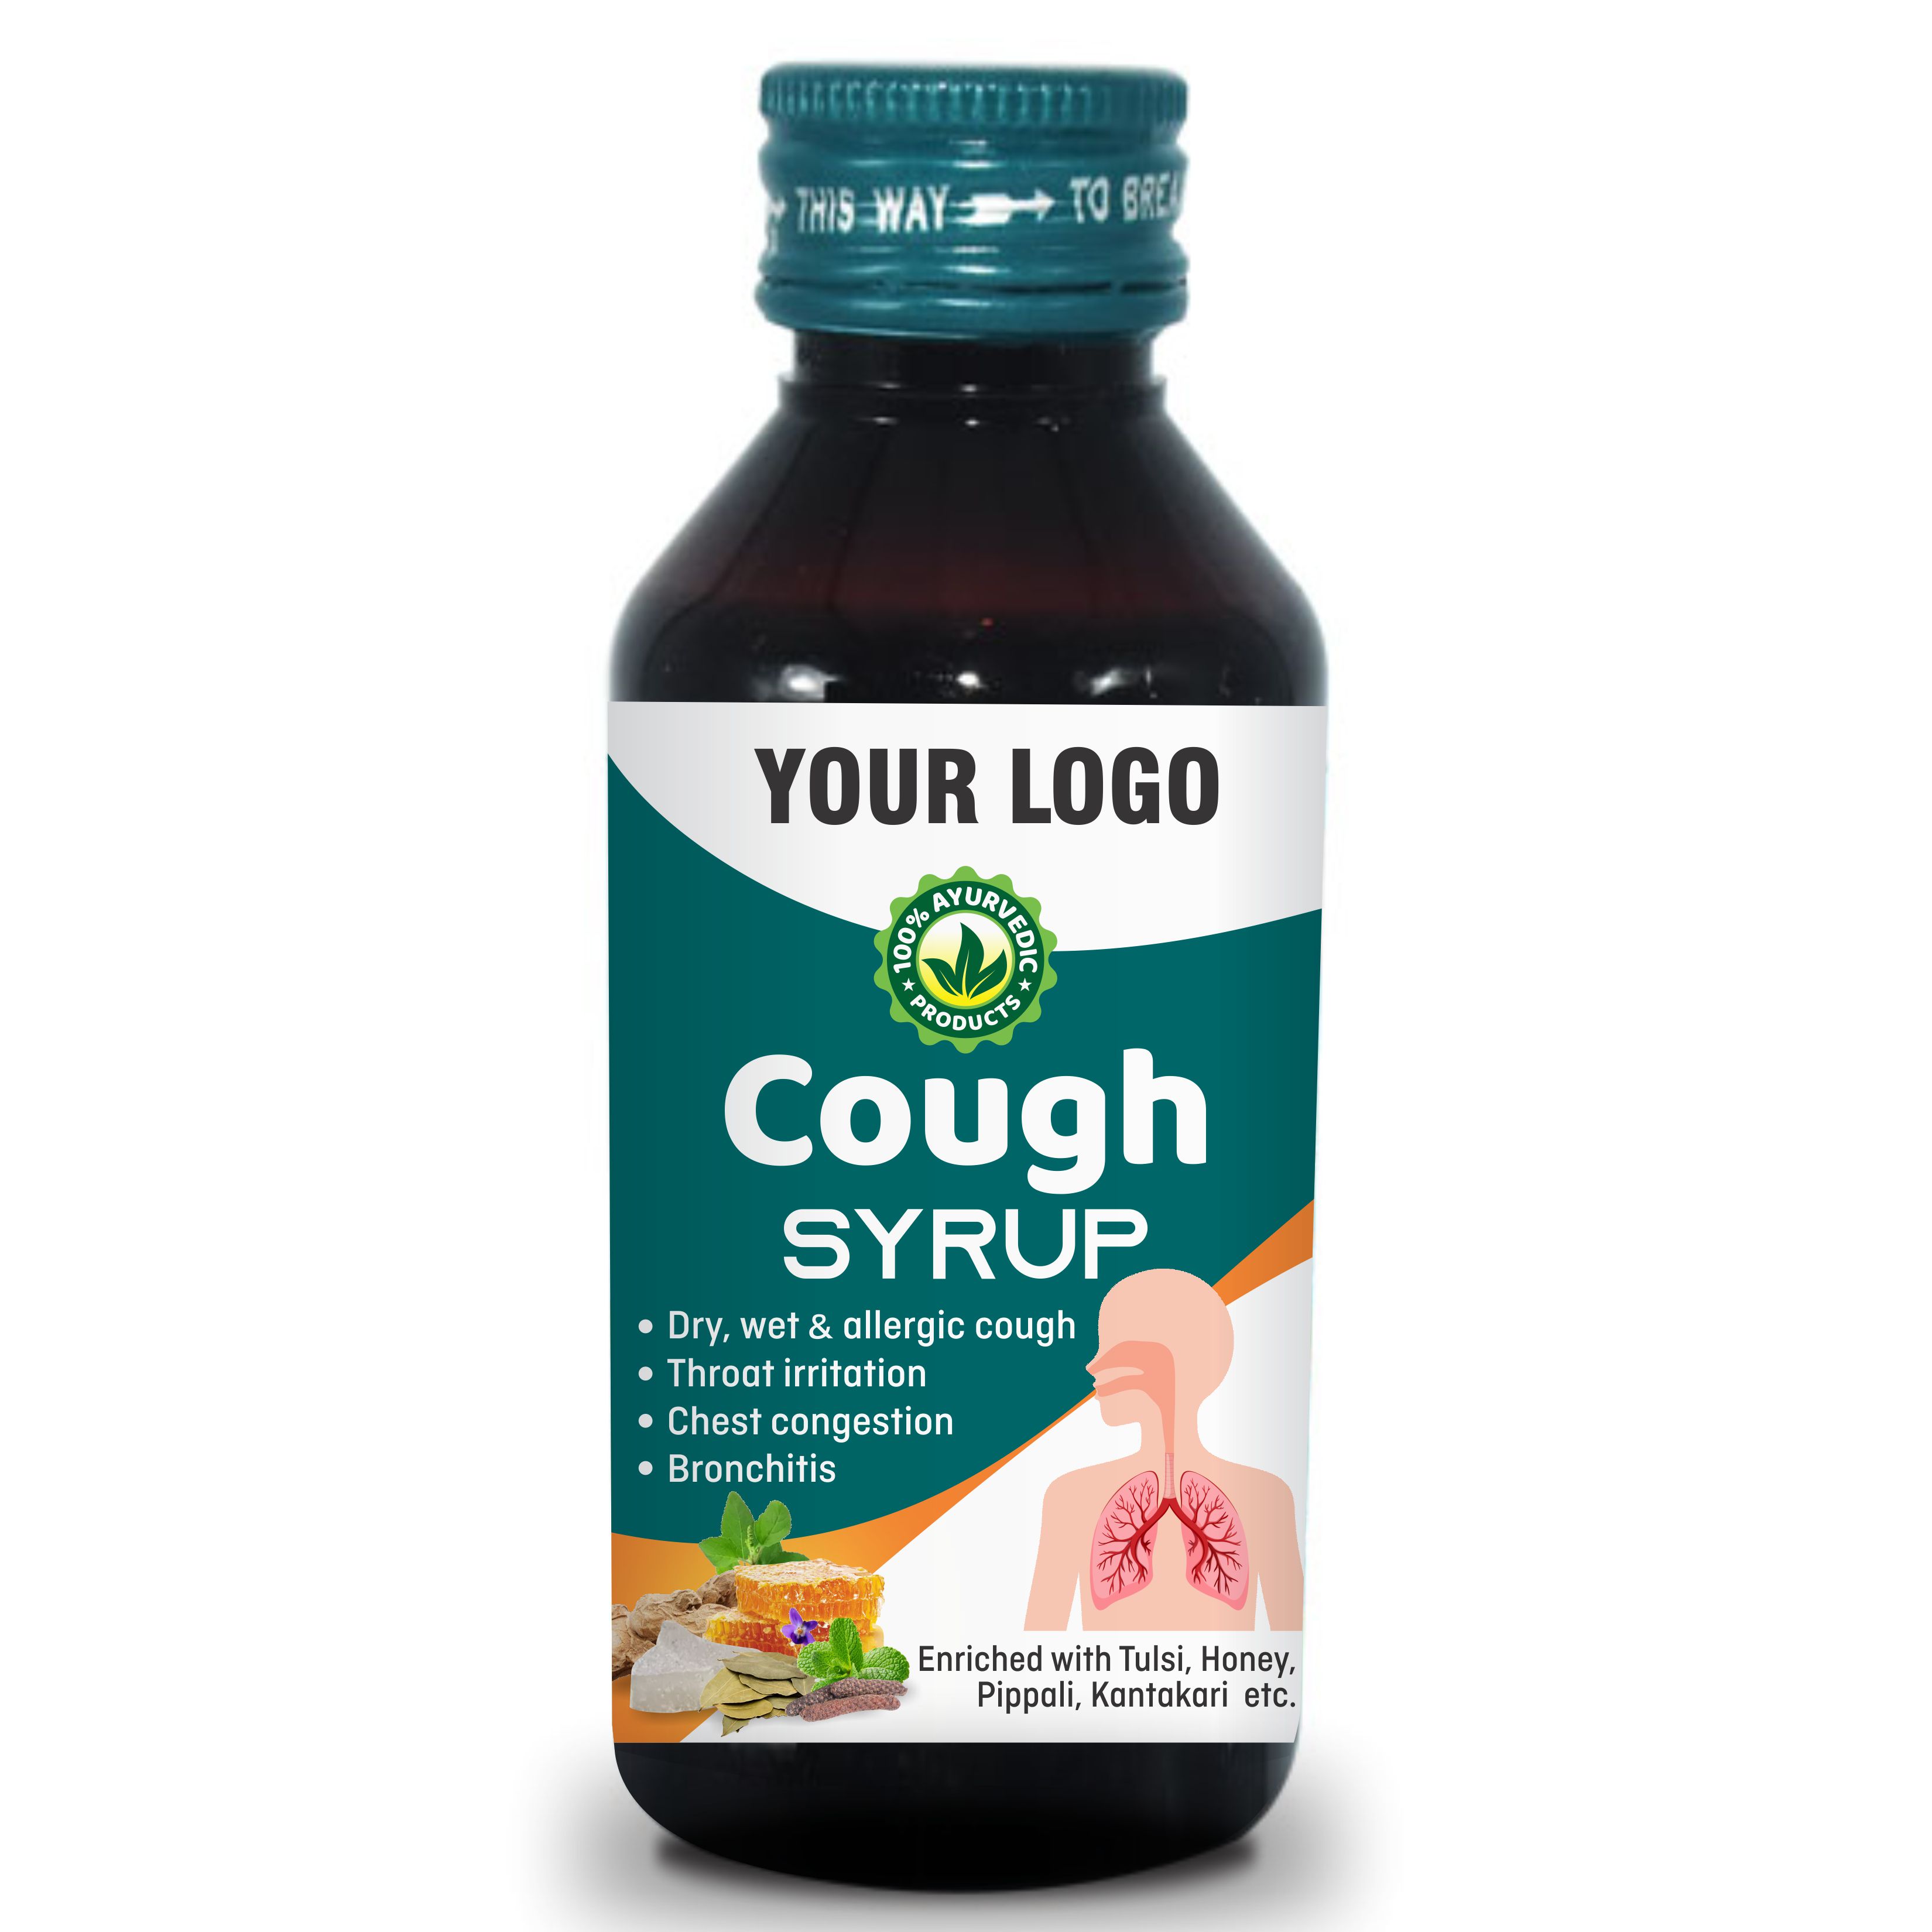 THIS WAY TO
YOUR LOGO
100% AYURVEDIC
PRODUCTS
Cough
SYRUP
• Dry, wet & allergic cough
• Throat irritation
• Chest congestion
• Bronchitis
Enriched with Tulsi, Honey,
Pippali, Kantakari etc.